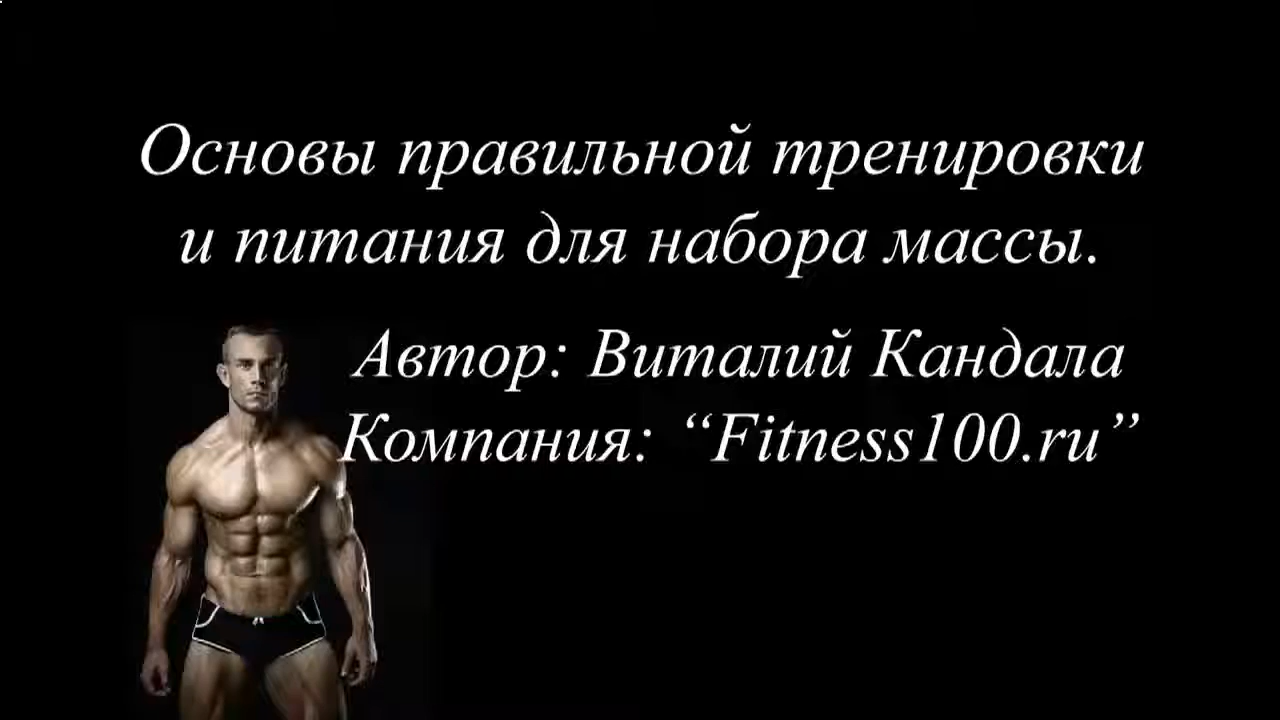 Основы правильной тренировки
и питания для набора массы.
Автор: Виталий Кандала
Компания: “Fitness100.ru”